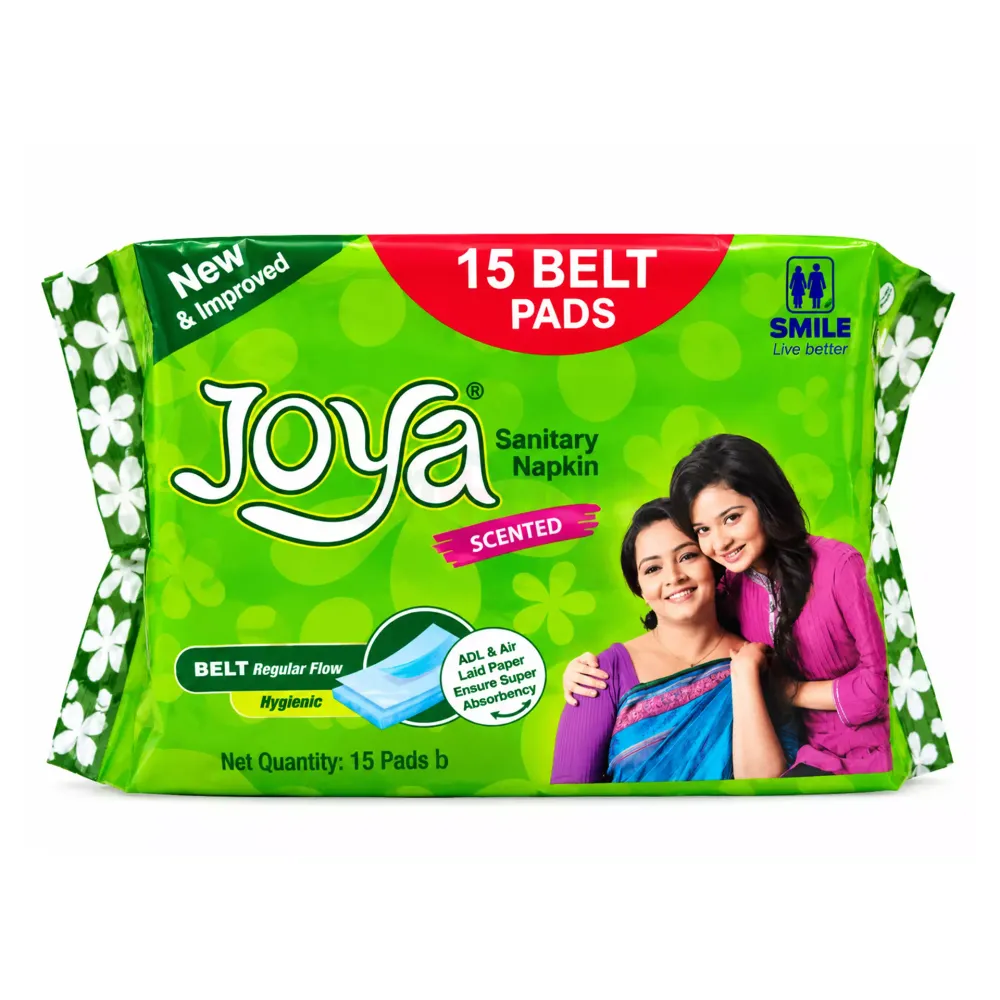 New
& Improved
15 BELT
PADS
SMILE
Live better
Joya®
Sanitary
Napkin
SCENTED
BELT Regular Flow
Hygienic
ADL & Air
Laid Paper
Ensure Super
Absorbency
Net Quantity: 15 Pads b